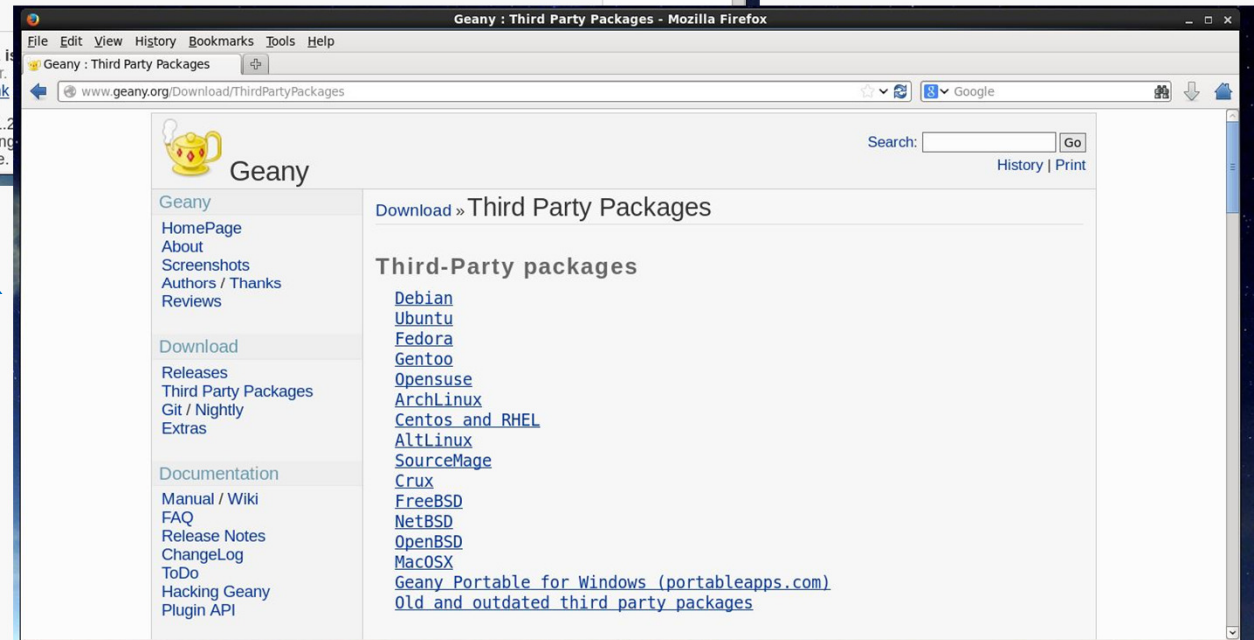 Geany : Third Party Packages - Mozilla Firefox
File Edit View History Bookmarks Tools Help
Geany : Third Party Packages
www.geany.org/Download/ThirdPartyPackages
8 Google
Geany
Search: Go
History | Print
Geany
HomePage
About
Screenshots
Authors / Thanks
Reviews
Download
Releases
Third Party Packages
Git / Nightly
Extras
Documentation
Manual / Wiki
FAQ
Release Notes
ChangeLog
ToDo
Hacking Geany
Plugin API
Download » Third Party Packages
Third-Party packages
Debian
Ubuntu
Fedora
Gentoo
Opensuse
ArchLinux
Centos and RHEL
AltLinux
SourceMage
Crux
FreeBSD
NetBSD
OpenBSD
MacOSX
Geany Portable for Windows (portableapps.com)
Old and outdated third party packages